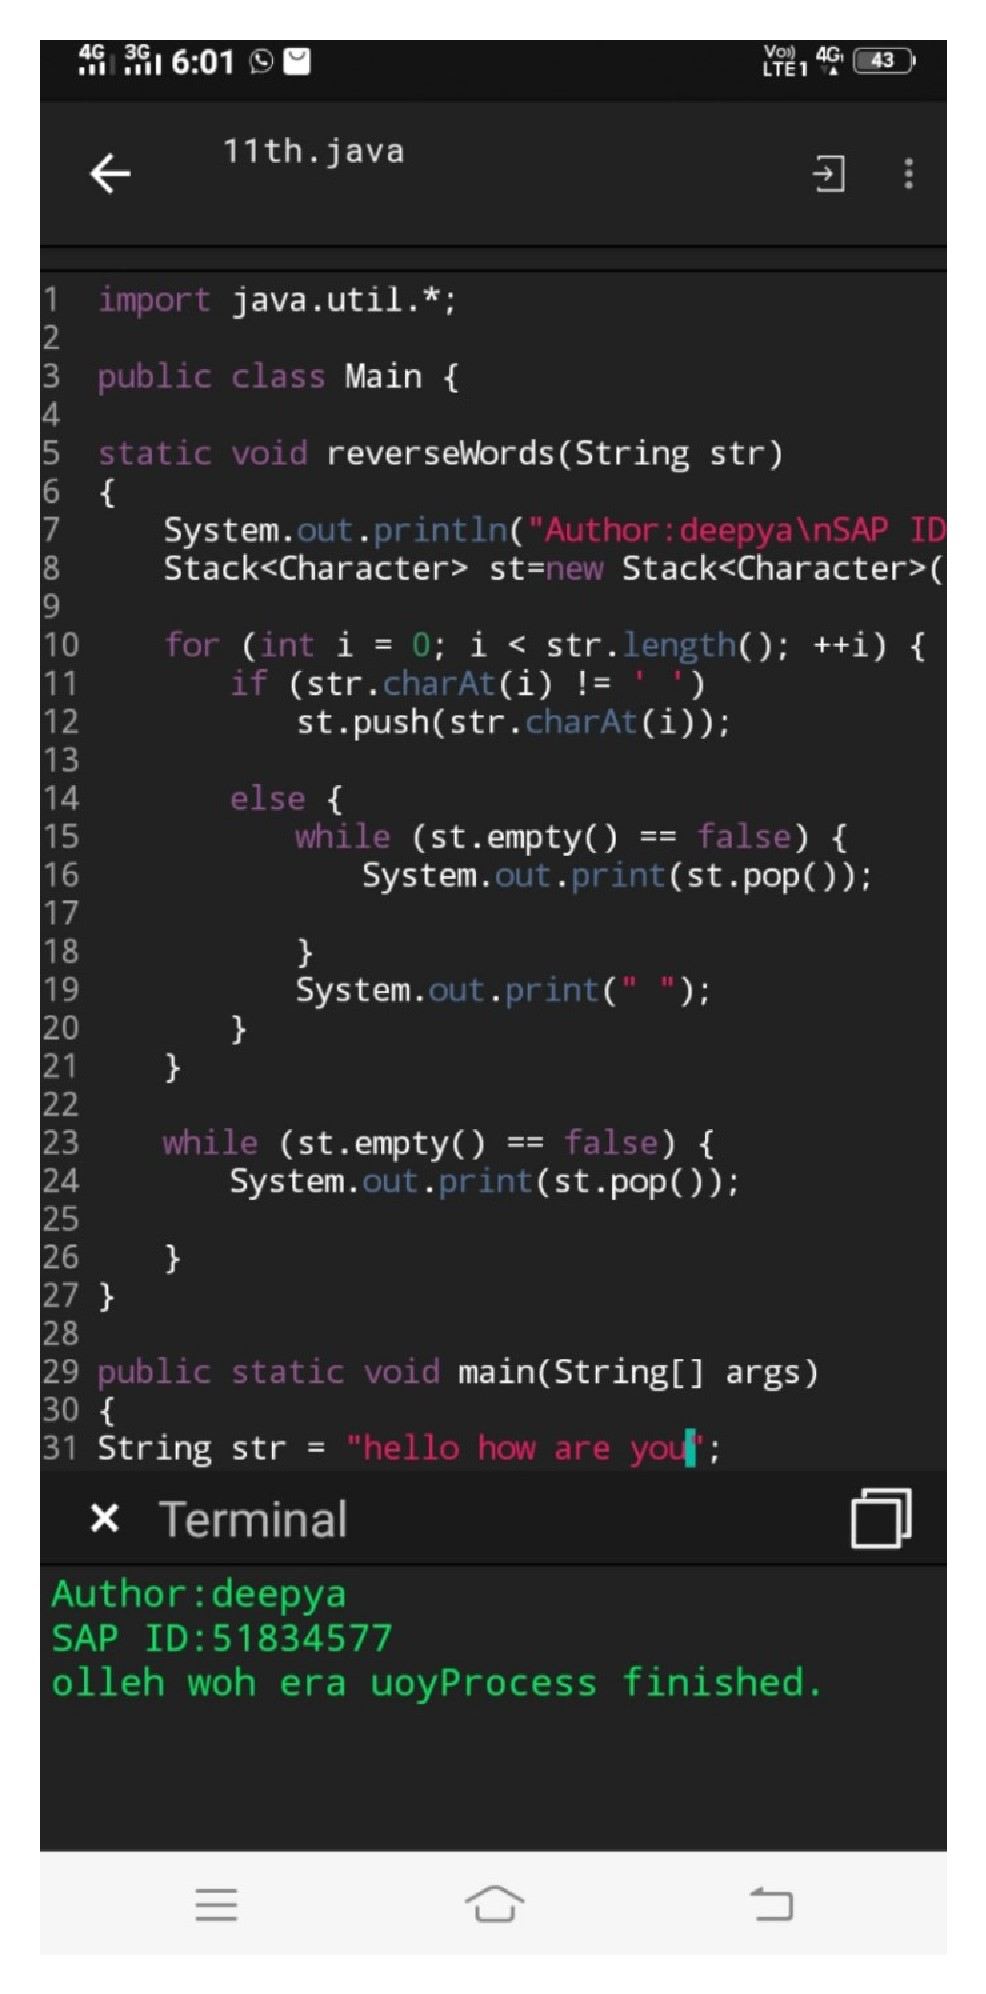 4G 3G 6:01 Vo)) LTE1 4G 43
11th.java
1 import java.util.*;
2
3 public class Main {
4
5 static void reverseWords(String str)
6 {
7 System.out.println("Author:deepya\nSAP ID
8 Stack<Character> st=new Stack<Character>(
9
10 for (int i = 0; i < str.length(); ++i) {
11 if (str.charAt(i) != ' ')
12 st.push(str.charAt(i));
13
14 else {
15 while (st.empty() == false) {
16 System.out.print(st.pop());
17
18 }
19 System.out.print(" ");
20 }
21 }
22
23 while (st.empty() == false) {
24 System.out.print(st.pop());
25
26 }
27 }
28
29 public static void main(String[] args)
30 {
31 String str = "hello how are you";
× Terminal
Author:deepya
SAP ID:51834577
olleh woh era uoyProcess finished.